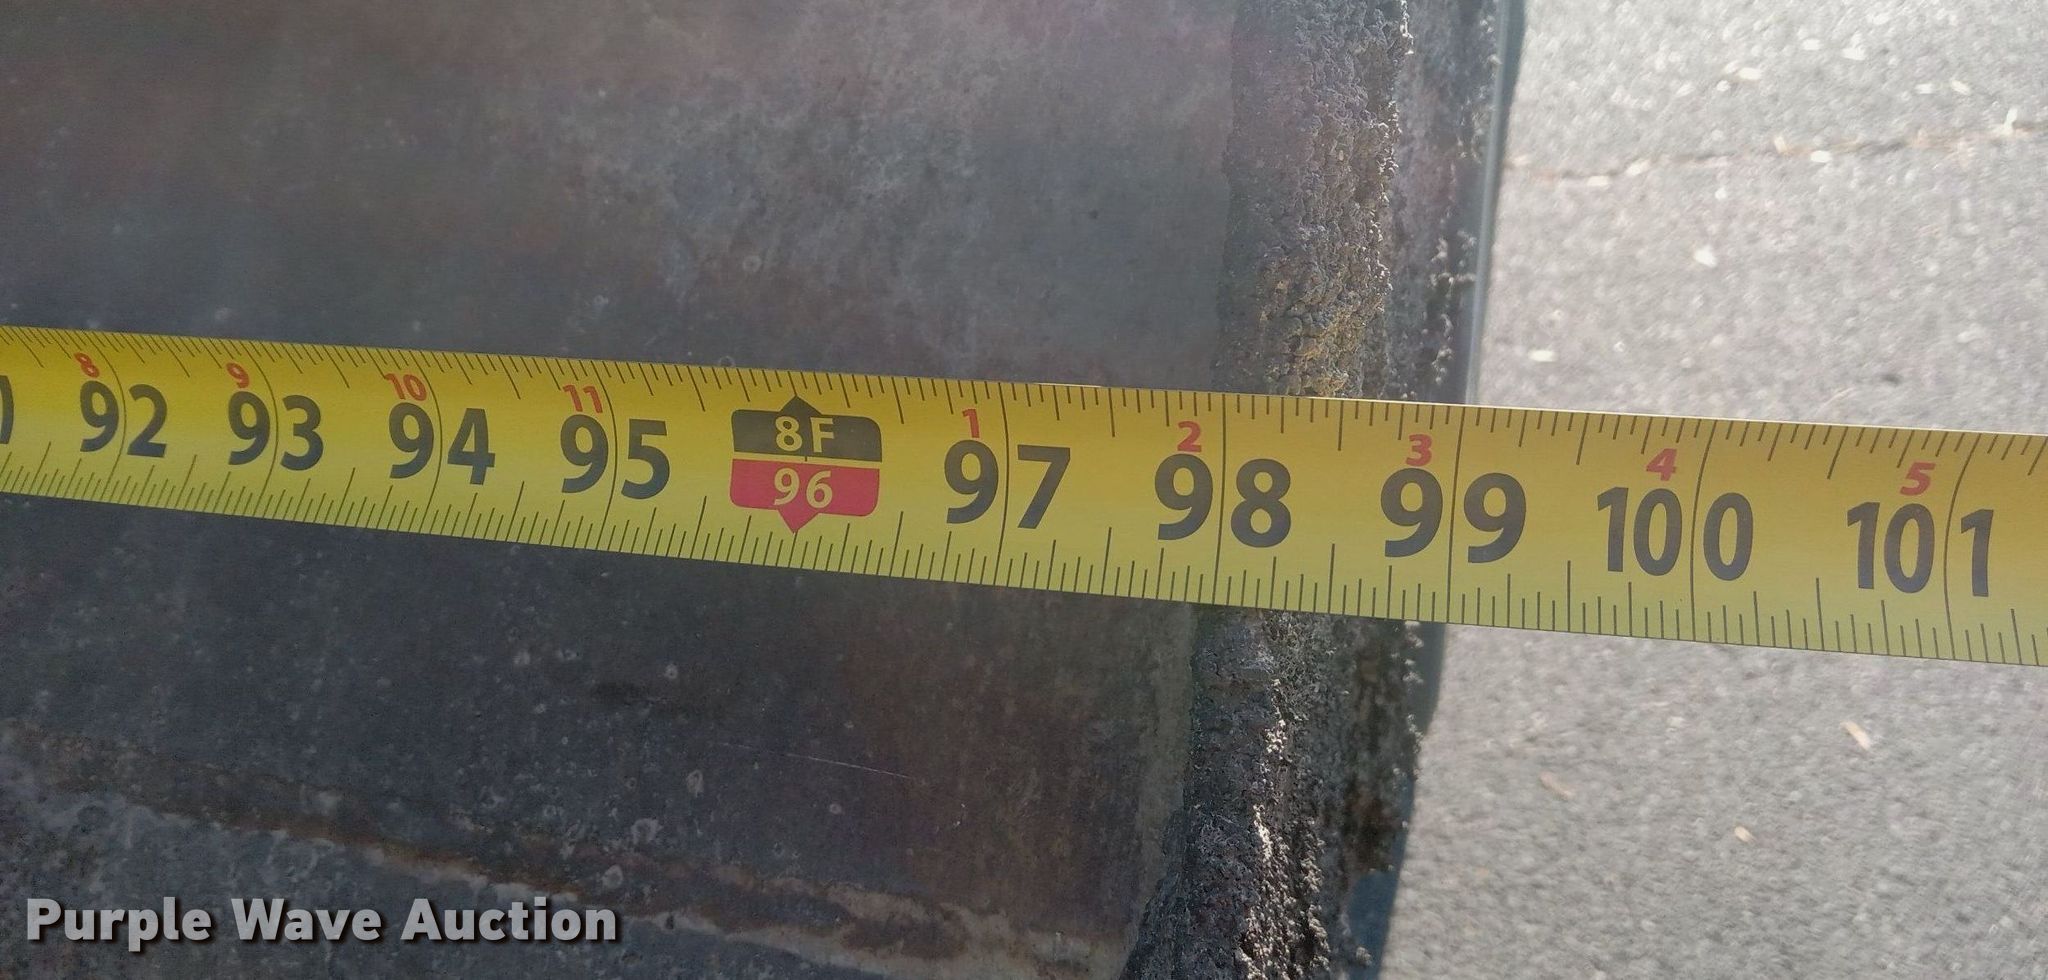 8 9 10 11 8F 1 2 3 4 5
92 93 94 95 96 97 98 99 100 101
Purple Wave Auction